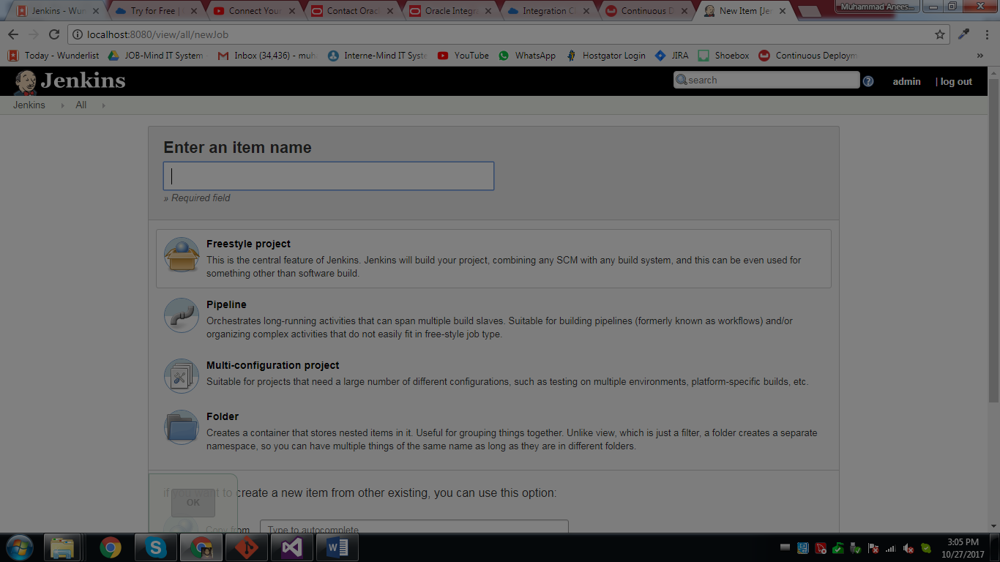 Jenkins - Wun
Try for Free |
Connect Your
Contact Oracl
Oracle Integra
Integration Cl
Continuous D
New Item [Jen
Muhammad Anees...
localhost:8080/view/all/newJob
Today - Wunderlist
JOB-Mind IT System
Inbox (34,436) - muh
Interne-Mind IT Syste
YouTube
WhatsApp
Hostgator Login
JIRA
Shoebox
Continuous Deploym
»
Jenkins
search
?
admin
| log out
Jenkins
All
Enter an item name
» Required field
Freestyle project
This is the central feature of Jenkins. Jenkins will build your project, combining any SCM with any build system, and this can be even used for
something other than software build.
Pipeline
Orchestrates long-running activities that can span multiple build slaves. Suitable for building pipelines (formerly known as workflows) and/or
organizing complex activities that do not easily fit in free-style job type.
Multi-configuration project
Suitable for projects that need a large number of different configurations, such as testing on multiple environments, platform-specific builds, etc.
Folder
Creates a container that stores nested items in it. Useful for grouping things together. Unlike view, which is just a filter, a folder creates a separate
namespace, so you can have multiple things of the same name as long as they are in different folders.
if you want to create a new item from other existing, you can use this option:
OK
Copy from
Type to autocomplete
3:05 PM
10/27/2017